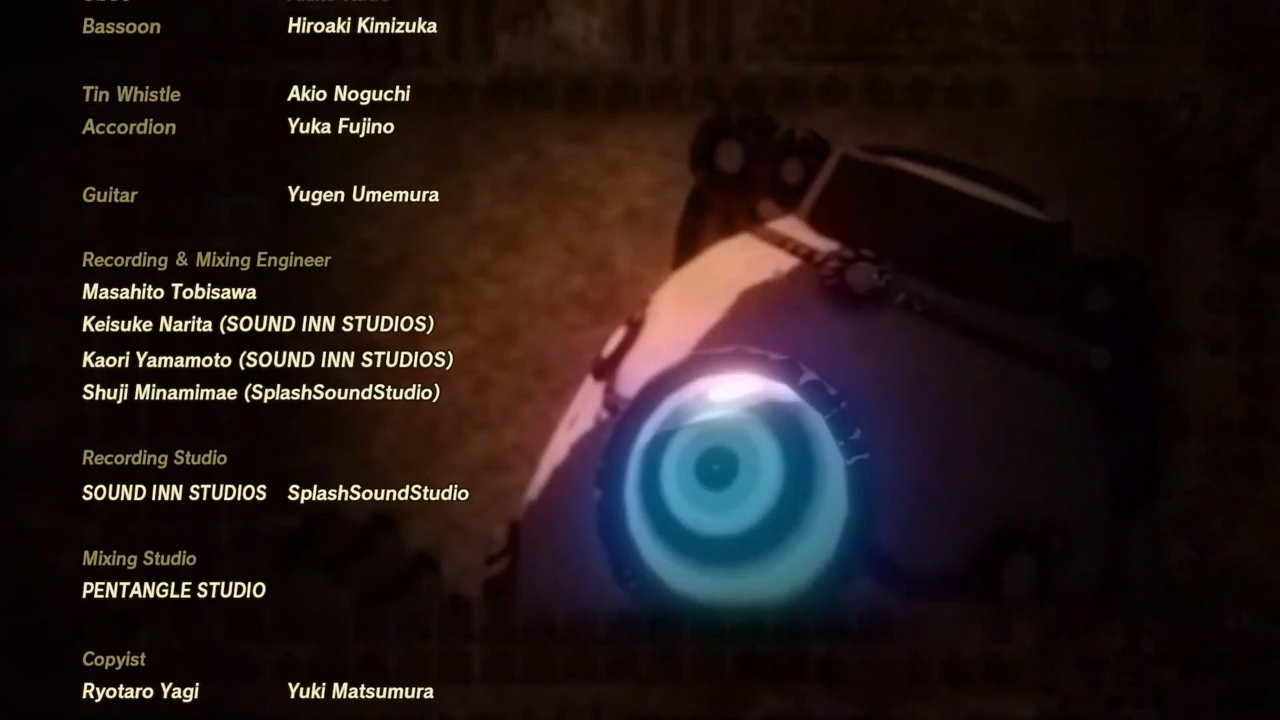 Bassoon Hiroaki Kimizuka
Tin Whistle Akio Noguchi
Accordion Yuka Fujino
Guitar Yugen Umemura
Recording & Mixing Engineer
Masahito Tobisawa
Keisuke Narita (SOUND INN STUDIOS)
Kaori Yamamoto (SOUND INN STUDIOS)
Shuji Minamimae (SplashSoundStudio)
Recording Studio
SOUND INN STUDIOS SplashSoundStudio
Mixing Studio
PENTANGLE STUDIO
Copyist
Ryotaro Yagi Yuki Matsumura